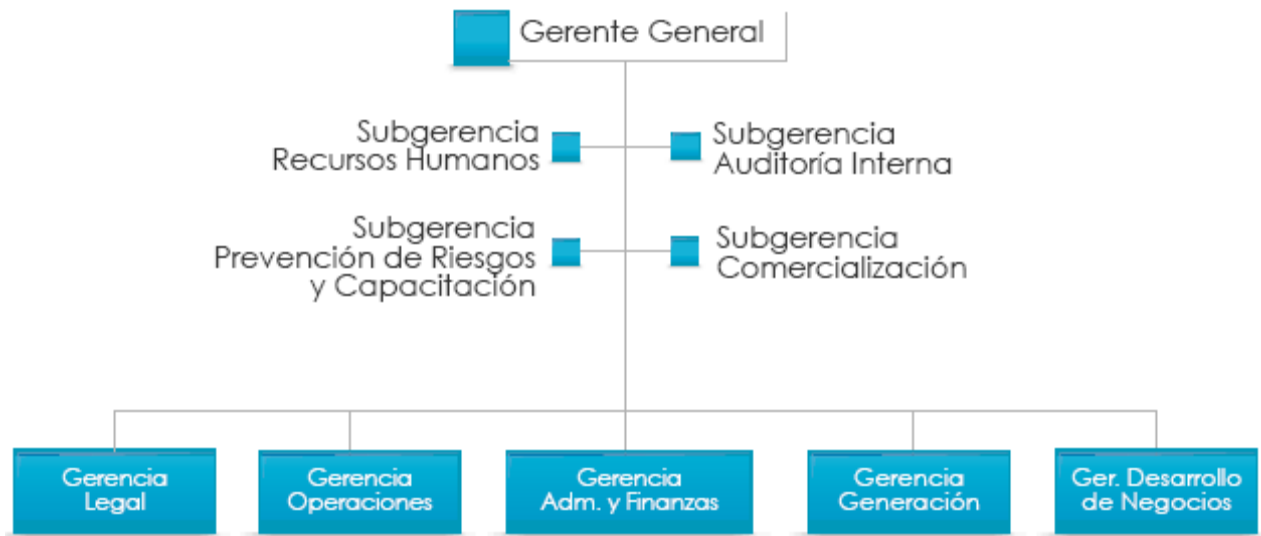 Gerente General
Subgerencia
Recursos Humanos
Subgerencia
Auditoría Interna
Subgerencia
Prevención de Riesgos
y Capacitación
Subgerencia
Comercialización
Gerencia
Legal
Gerencia
Operaciones
Gerencia
Adm. y Finanzas
Gerencia
Generación
Ger. Desarrollo
de Negocios